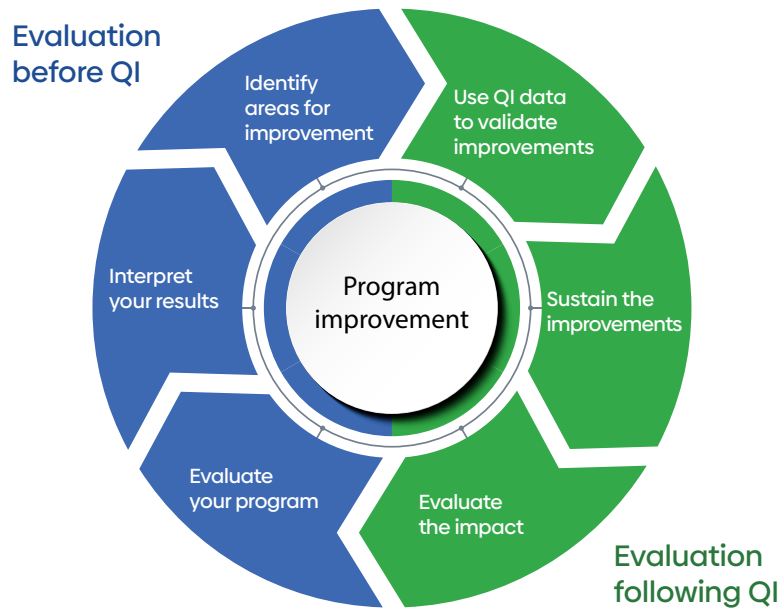 Evaluation
before QI
Identify
areas for
improvement
Use QI data
to validate
improvements
Interpret
your results
Program
improvement
Sustain the
improvements
Evaluate
your program
Evaluate
the impact
Evaluation
following QI